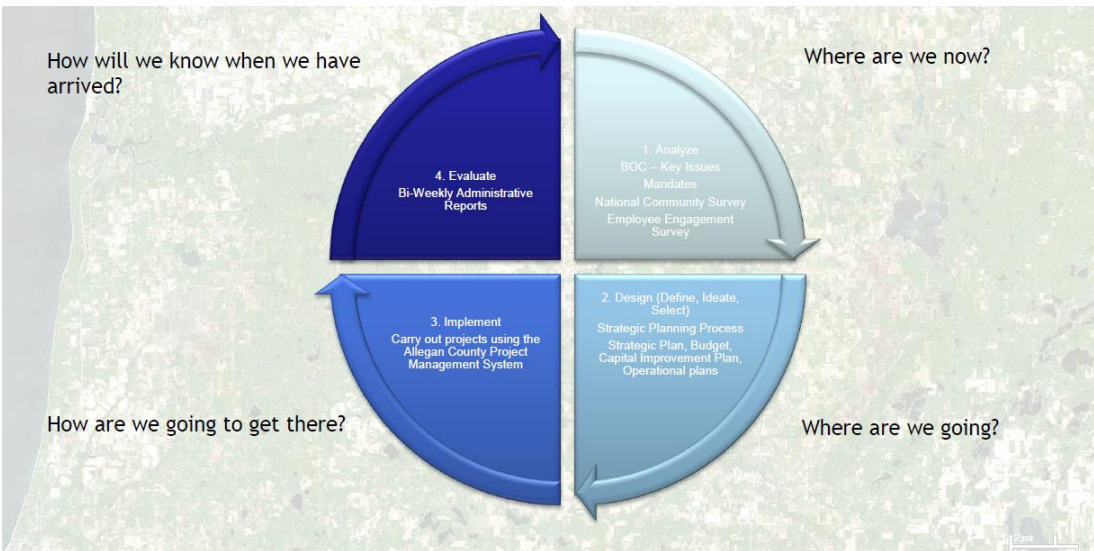 How will we know when we have
arrived?
Where are we now?
1. Analyze
BOC – Key Issues
Mandates
National Community Survey
Employee Engagement
Survey
4. Evaluate
Bi-Weekly Administrative
Reports
2. Design (Define, Ideate,
Select)
Strategic Planning Process
Strategic Plan, Budget,
Capital Improvement Plan,
Operational plans
3. Implement
Carry out projects using the
Allegan County Project
Management System
How are we going to get there?
Where are we going?
2 mi